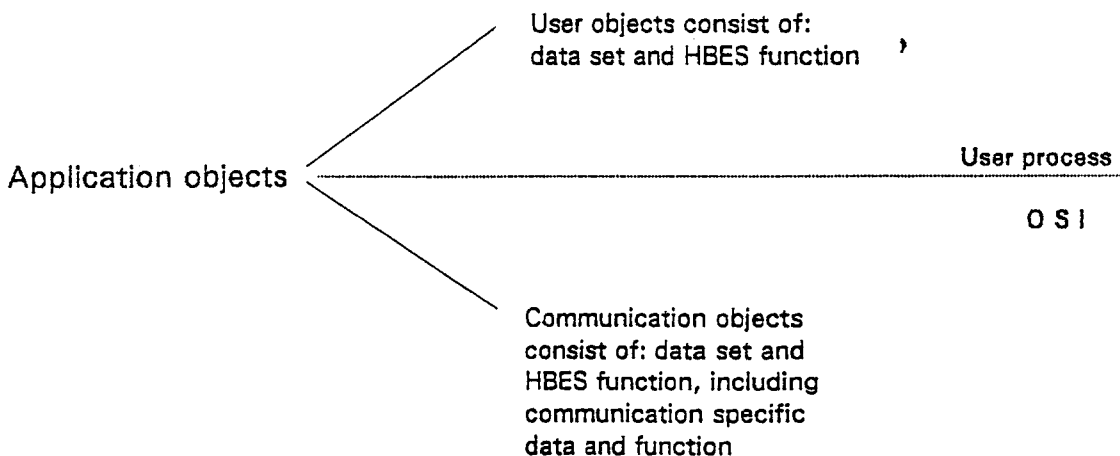 User objects consist of:
data set and HBES function
User process
Application objects
O S I
Communication objects
consist of: data set and
HBES function, including
communication specific
data and function